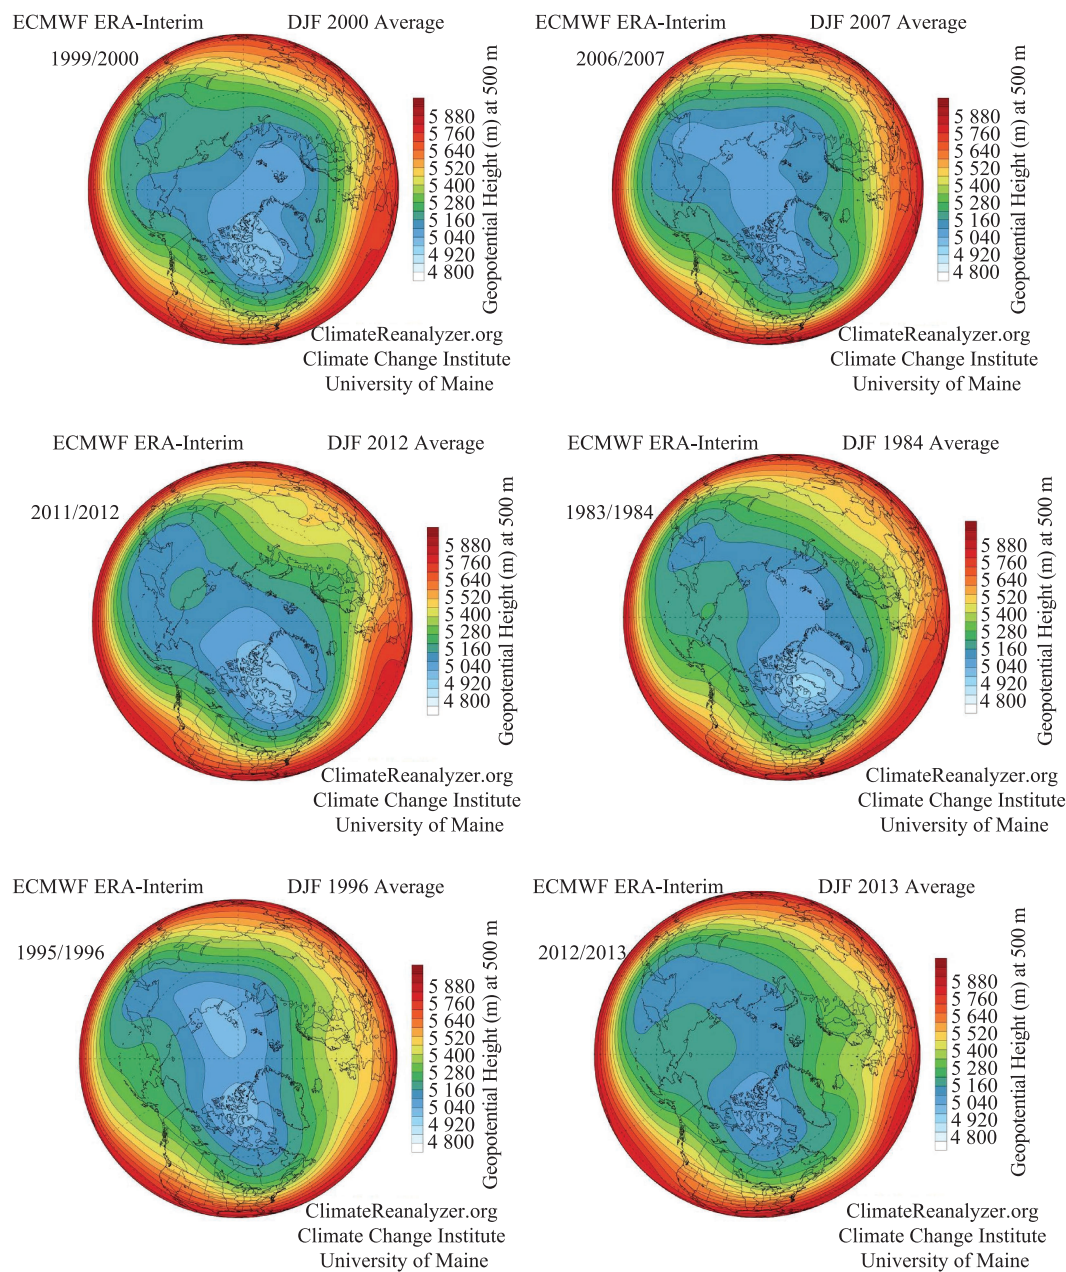 ECMWF ERA-Interim DJF 2000 Average
1999/2000
5 880
5 760
5 640
5 520
5 400
5 280
5 160
5 040
4 920
4 800
Geopotential Height (m) at 500 m
ClimateReanalyzer.org
Climate Change Institute
University of Maine
ECMWF ERA-Interim DJF 2007 Average
2006/2007
5 880
5 760
5 640
5 520
5 400
5 280
5 160
5 040
4 920
4 800
Geopotential Height (m) at 500 m
ClimateReanalyzer.org
Climate Change Institute
University of Maine
ECMWF ERA-Interim DJF 2012 Average
2011/2012
5 880
5 760
5 640
5 520
5 400
5 280
5 160
5 040
4 920
4 800
Geopotential Height (m) at 500 m
ClimateReanalyzer.org
Climate Change Institute
University of Maine
ECMWF ERA-Interim DJF 1984 Average
1983/1984
5 880
5 760
5 640
5 520
5 400
5 280
5 160
5 040
4 920
4 800
Geopotential Height (m) at 500 m
ClimateReanalyzer.org
Climate Change Institute
University of Maine
ECMWF ERA-Interim DJF 1996 Average
1995/1996
5 880
5 760
5 640
5 520
5 400
5 280
5 160
5 040
4 920
4 800
Geopotential Height (m) at 500 m
ClimateReanalyzer.org
Climate Change Institute
University of Maine
ECMWF ERA-Interim DJF 2013 Average
2012/2013
5 880
5 760
5 640
5 520
5 400
5 280
5 160
5 040
4 920
4 800
Geopotential Height (m) at 500 m
ClimateReanalyzer.org
Climate Change Institute
University of Maine